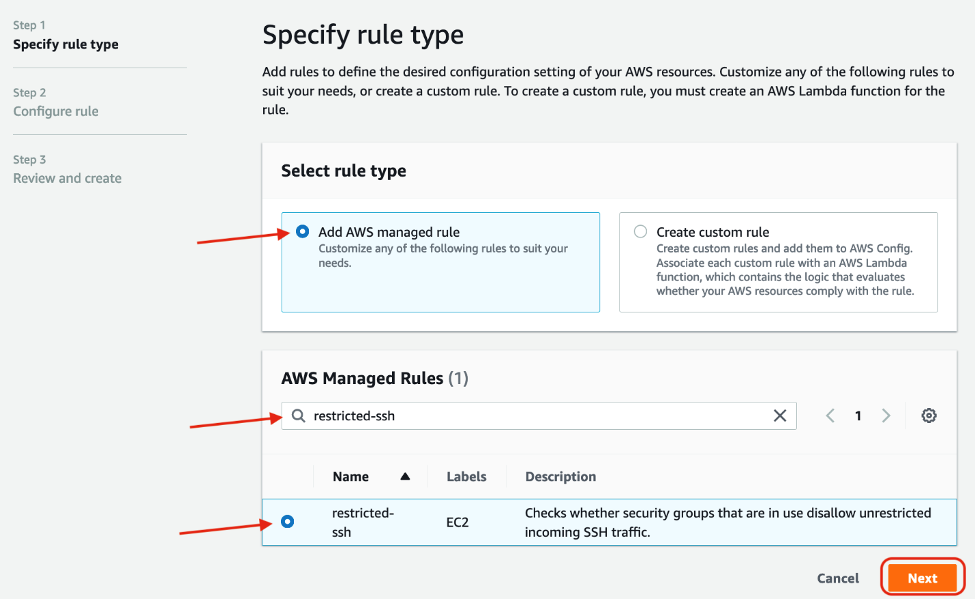 Step 1
Specify rule type
Step 2
Configure rule
Step 3
Review and create
Specify rule type
Add rules to define the desired configuration setting of your AWS resources. Customize any of the following rules to
suit your needs, or create a custom rule. To create a custom rule, you must create an AWS Lambda function for the
rule.
Select rule type
Add AWS managed rule
Customize any of the following rules to suit your
needs.
Create custom rule
Create custom rules and add them to AWS Config.
Associate each custom rule with an AWS Lambda
function, which contains the logic that evaluates
whether your AWS resources comply with the rule.
AWS Managed Rules (1)
restricted-ssh
1
Name Labels Description
restricted-
ssh
EC2
Checks whether security groups that are in use disallow unrestricted
incoming SSH traffic.
Cancel Next